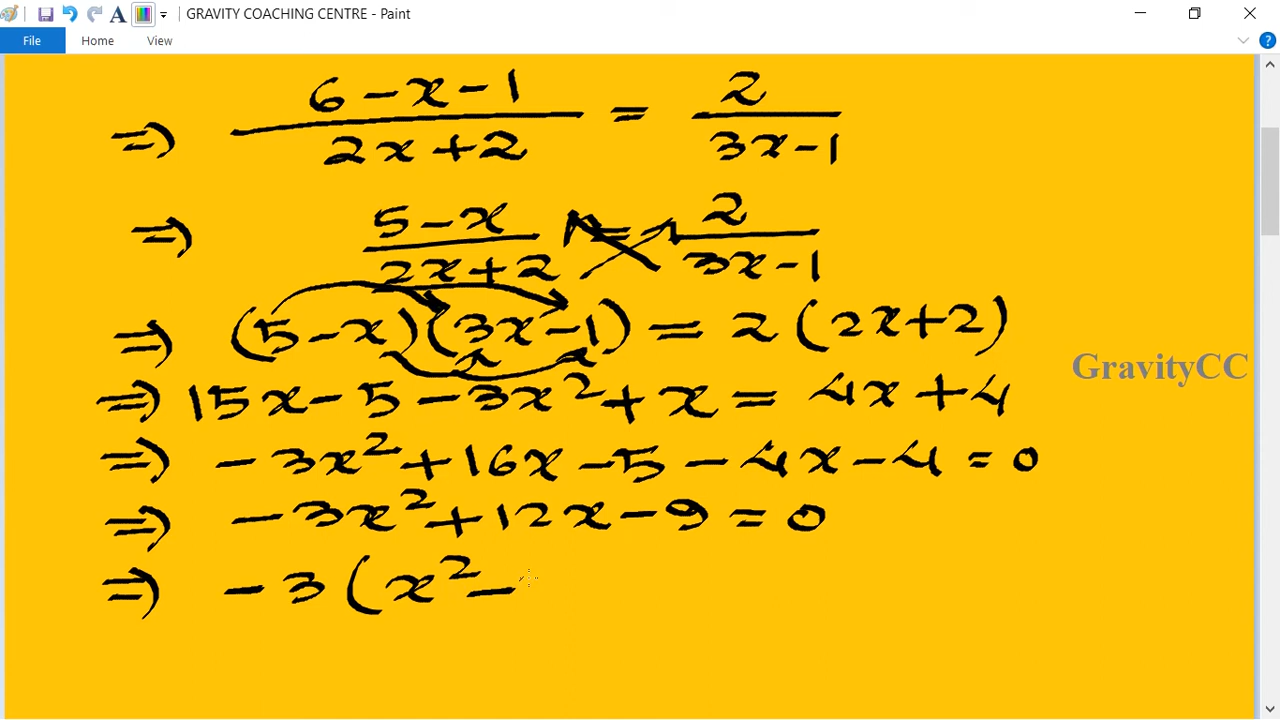 GRAVITY COACHING CENTRE - Paint
File Home View
=> (6-x-1)/(2x+2) = 2/(3x-1)
=> (5-x)/(2x+2) = 2/(3x-1)
=> (5-x)(3x-1) = 2(2x+2)
GravityCC
=> 15x-5-3x²+x = 4x+4
=> -3x²+16x-5-4x-4=0
=> -3x²+12x-9=0
=> -3(x²-